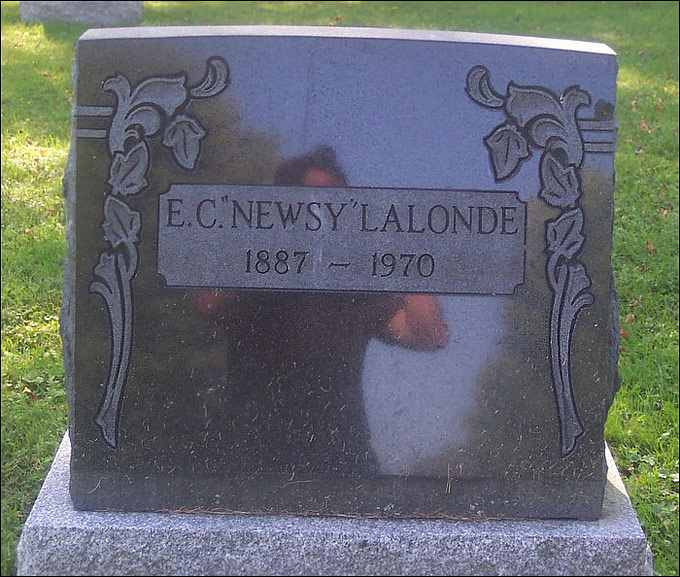 E.C. "NEWSY" LALONDE
1887 – 1970